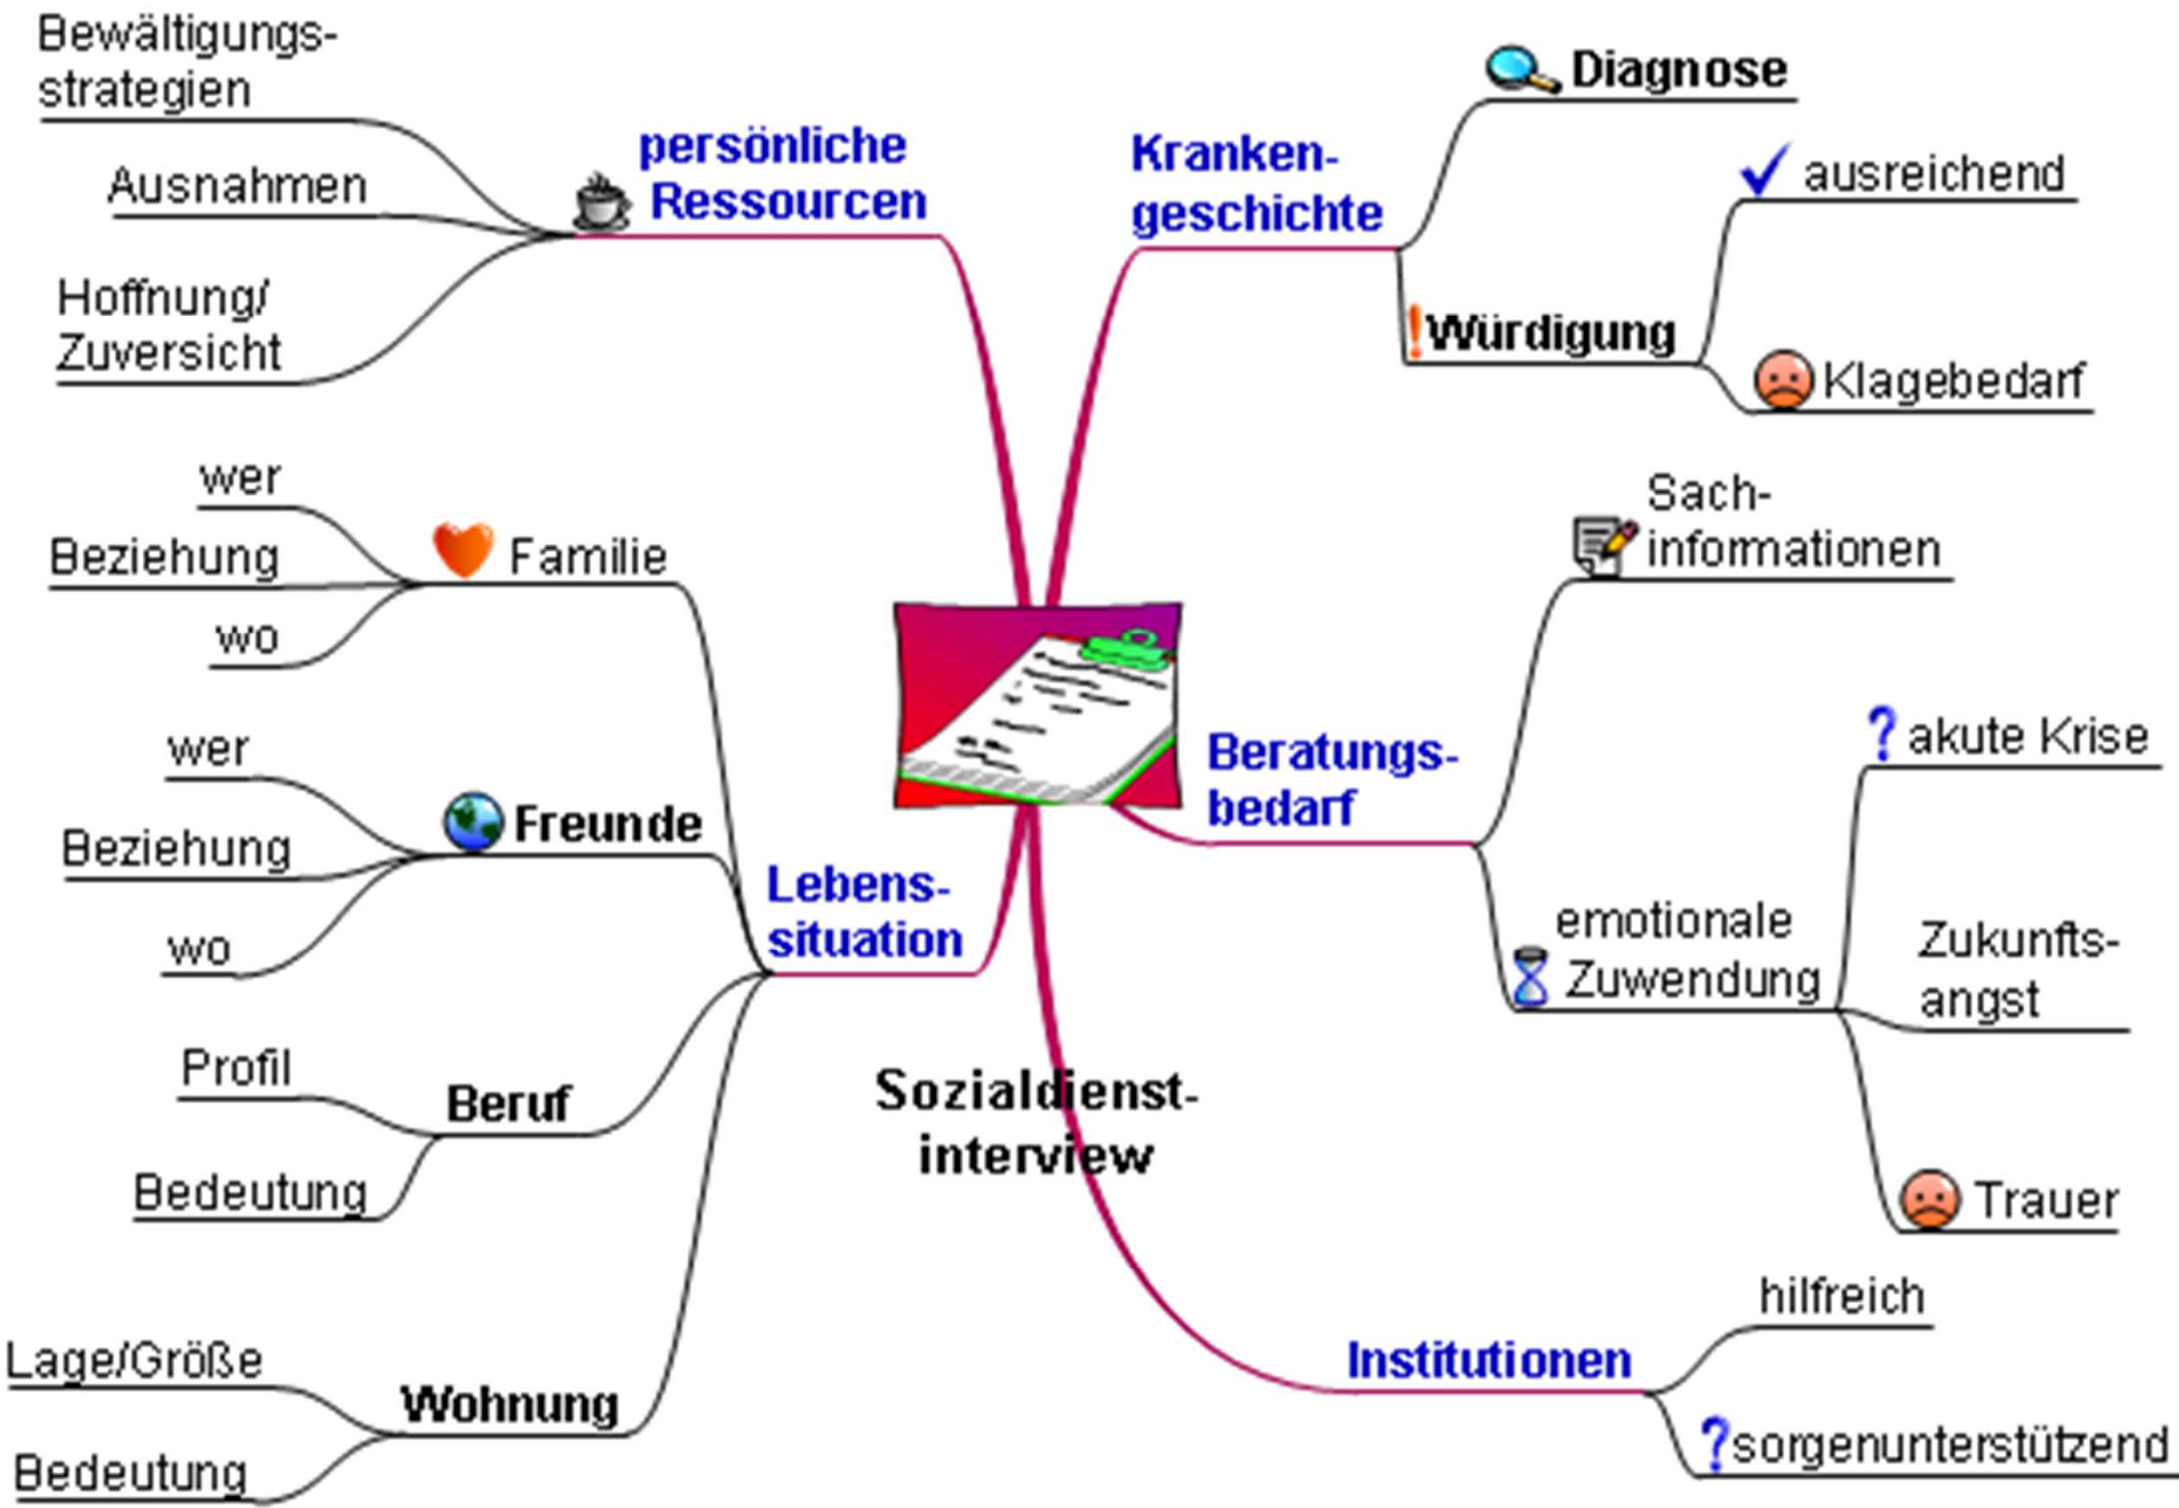 Bewältigungs-
strategien
Ausnahmen
Hoffnung/
Zuversicht
persönliche
Ressourcen
Kranken-
geschichte
Diagnose
!Würdigung
ausreichend
Klagebedarf
wer
Beziehung
wo
Familie
wer
Beziehung
wo
Freunde
Lebens-
situation
Profil
Bedeutung
Beruf
Lage/Größe
Bedeutung
Wohnung
Sozialdienst-
interview
Beratungs-
bedarf
Sach-
informationen
emotionale
Zuwendung
? akute Krise
Zukunfts-
angst
Trauer
Institutionen
hilfreich
?sorgenunterstützend